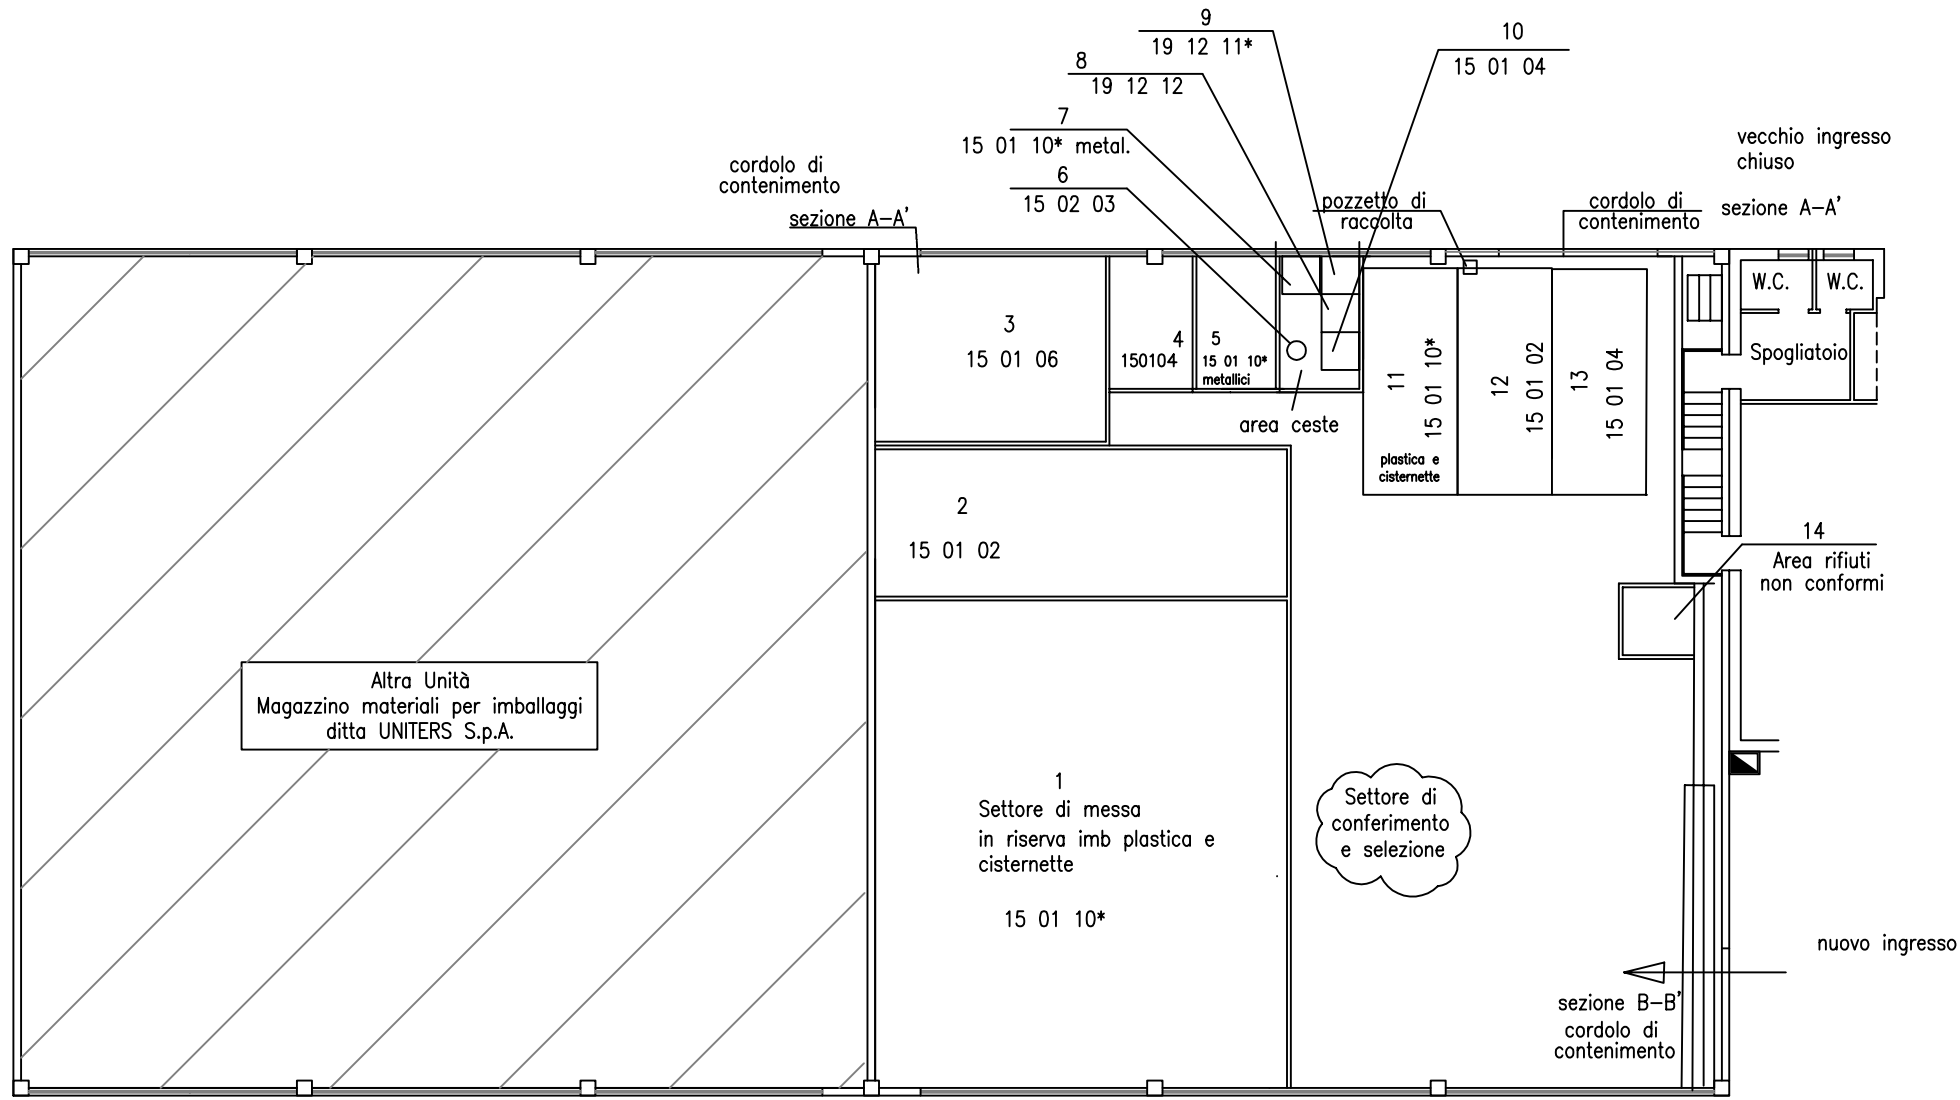 9
19 12 11*
10
15 01 04
8
19 12 12
7
15 01 10* metal.
6
15 02 03
vecchio ingresso
chiuso
cordolo di
contenimento
sezione A-A'
pozzetto di
raccolta
cordolo di
contenimento
sezione A-A'
W.C.
W.C.
Spogliatoio
3
15 01 06
4
150104
5
15 01 10*
metallici
area ceste
11
15 01 10*
plastica e
cisternette
12
15 01 02
13
15 01 04
2
15 01 02
14
Area rifiuti
non conformi
Altra Unità
Magazzino materiali per imballaggi
ditta UNITERS S.p.A.
1
Settore di messa
in riserva imb plastica e
cisternette
15 01 10*
Settore di
conferimento
e selezione
nuovo ingresso
sezione B-B'
cordolo di
contenimento